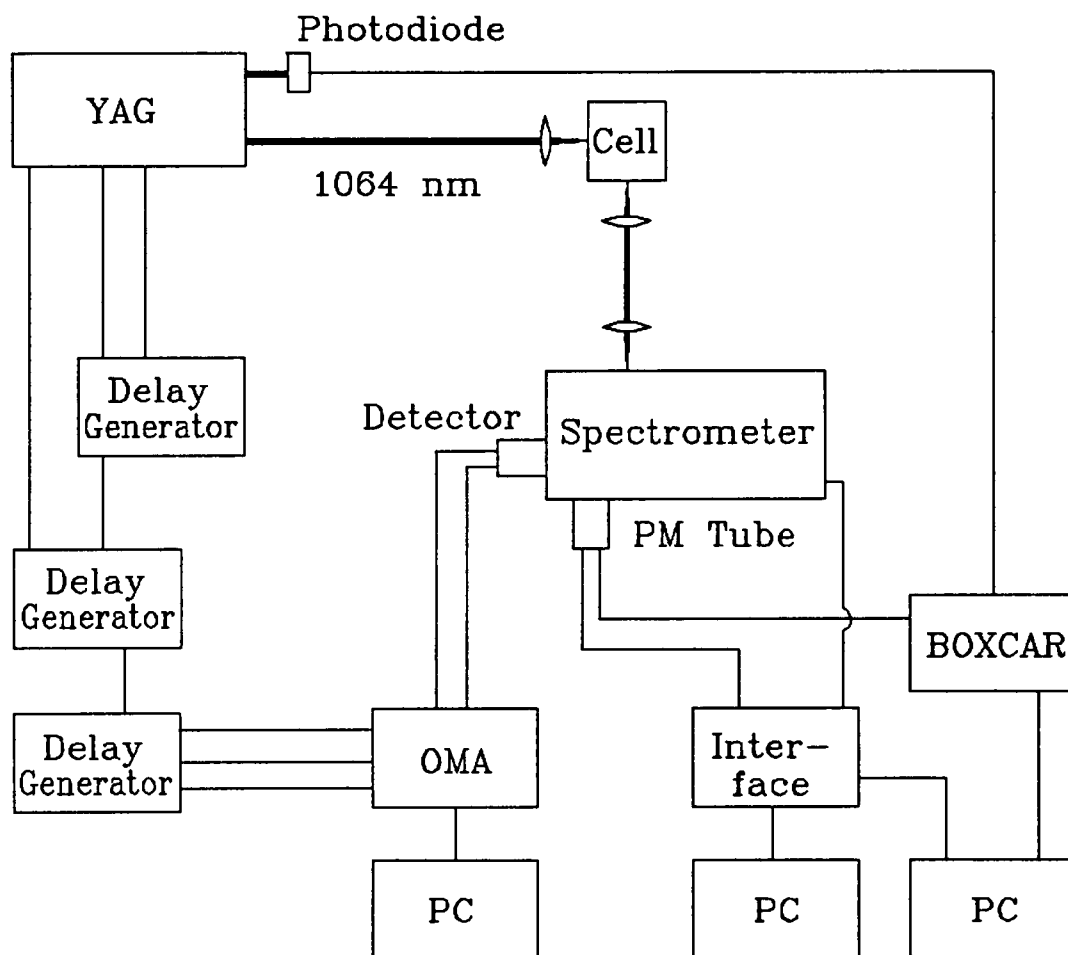 Photodiode
YAG
Cell
1064 nm
Delay
Generator
Detector
Spectrometer
PM Tube
Delay
Generator
BOXCAR
Delay
Generator
OMA
Inter-
face
PC
PC
PC